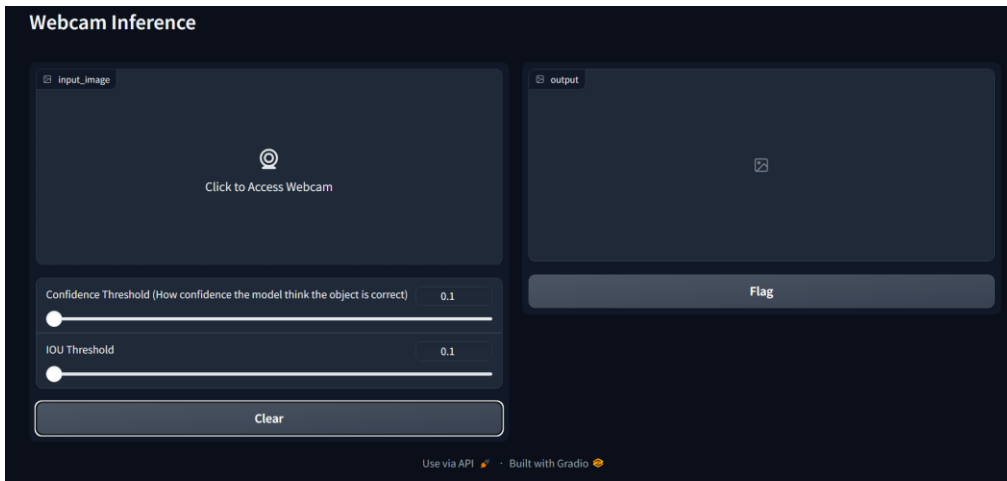 Webcam Inference
input_image
Click to Access Webcam
Confidence Threshold (How confidence the model think the object is correct)
0.1
IOU Threshold
0.1
Clear
output
Flag
Use via API · Built with Gradio